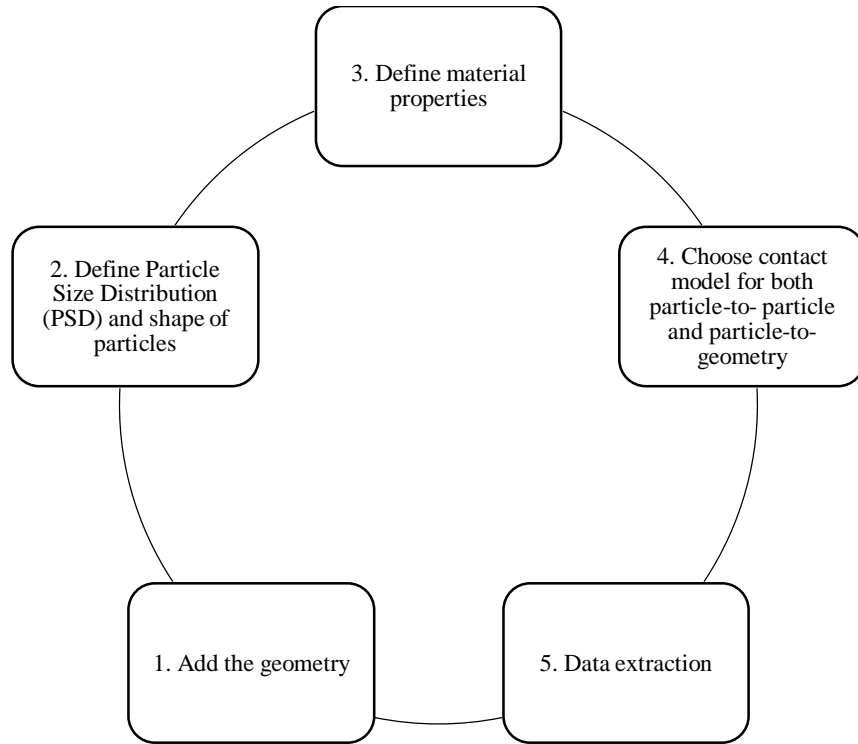 3. Define material
properties
2. Define Particle
Size Distribution
(PSD) and shape of
particles
4. Choose contact
model for both
particle-to- particle
and particle-to-
geometry
1. Add the geometry
5. Data extraction